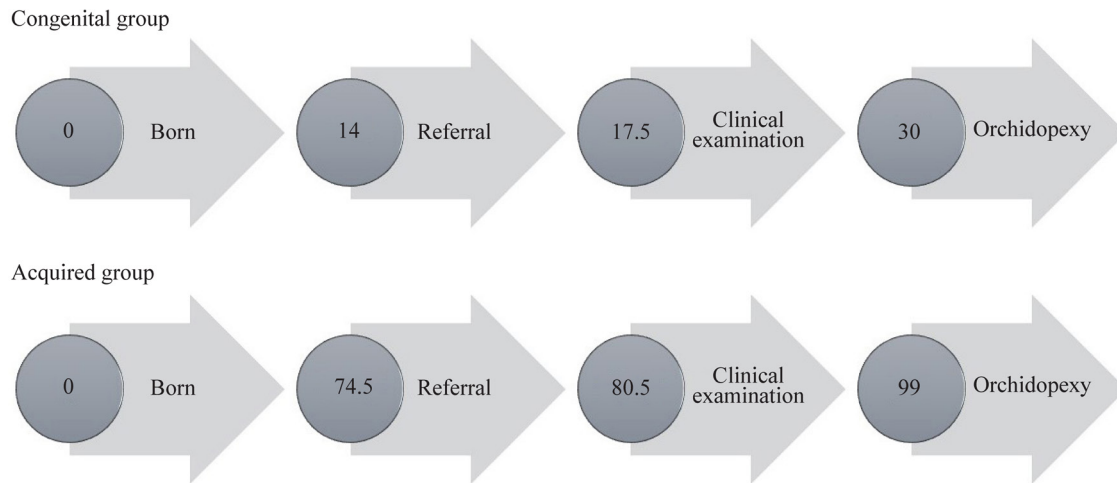 Congenital group
0
Born
14
Referral
17.5
Clinical
examination
30
Orchidopexy
Acquired group
0
Born
74.5
Referral
80.5
Clinical
examination
99
Orchidopexy